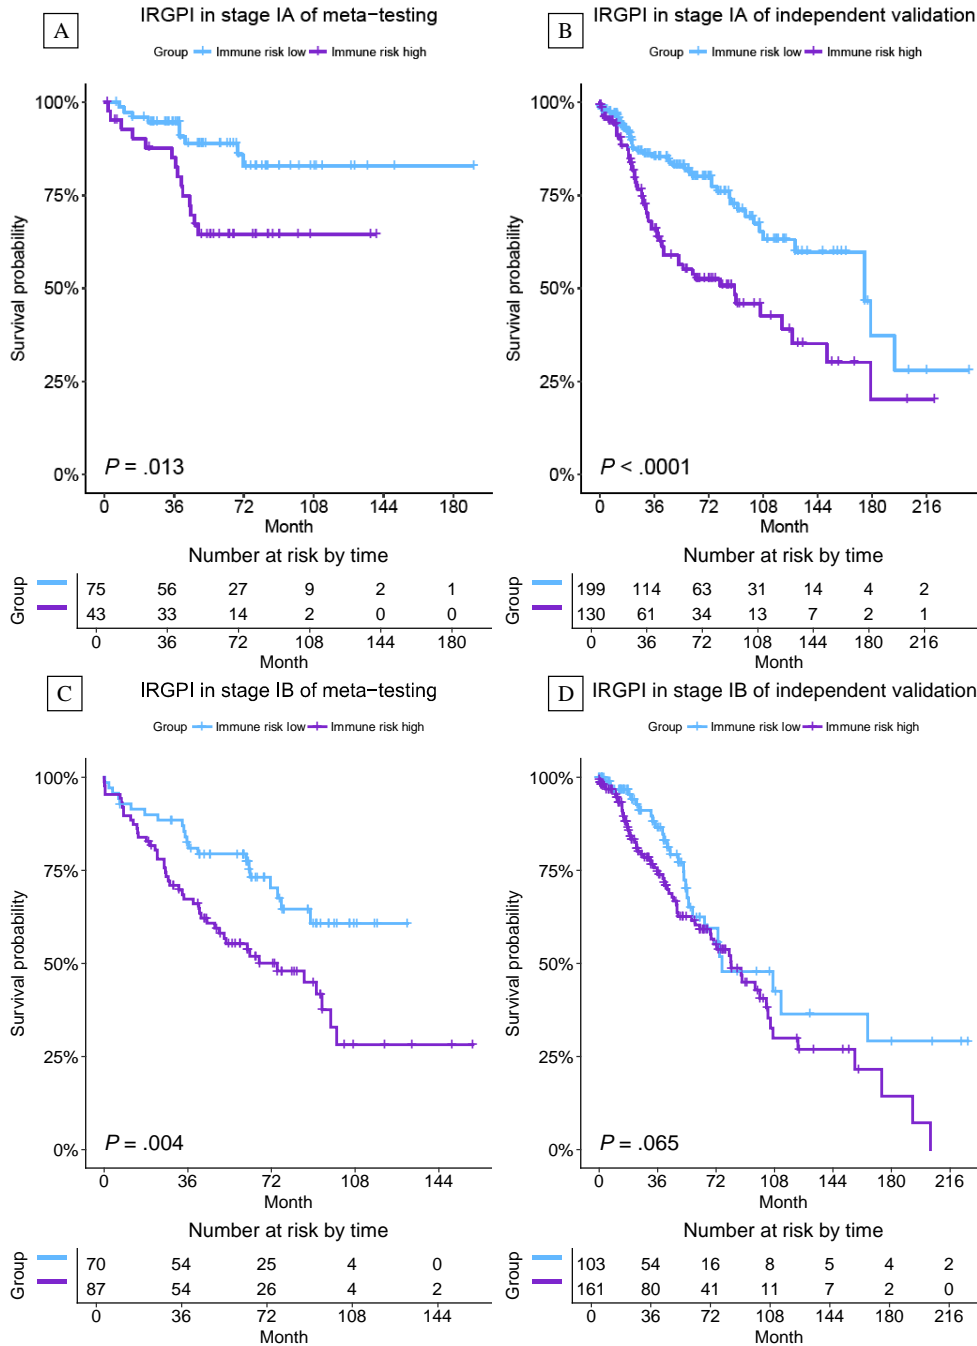 A
IRGPI in stage IA of meta−testing
Group Immune risk low Immune risk high
Survival probability
100%
75%
50%
25%
0%
P = .013
0 36 72 108 144 180
Month
Number at risk by time
Group
75 56 27 9 2 1
43 33 14 2 0 0
0 36 72 108 144 180
Month
B
IRGPI in stage IA of independent validation
Group Immune risk low Immune risk high
Survival probability
100%
75%
50%
25%
0%
P < .0001
0 36 72 108 144 180 216
Month
Number at risk by time
Group
199 114 63 31 14 4 2
130 61 34 13 7 2 1
0 36 72 108 144 180 216
Month
C
IRGPI in stage IB of meta−testing
Group Immune risk low Immune risk high
Survival probability
100%
75%
50%
25%
0%
P = .004
0 36 72 108 144
Month
Number at risk by time
Group
70 54 25 4 0
87 54 26 4 2
0 36 72 108 144
Month
D
IRGPI in stage IB of independent validation
Group Immune risk low Immune risk high
Survival probability
100%
75%
50%
25%
0%
P = .065
0 36 72 108 144 180 216
Month
Number at risk by time
Group
103 54 16 8 5 4 2
161 80 41 11 7 2 0
0 36 72 108 144 180 216
Month